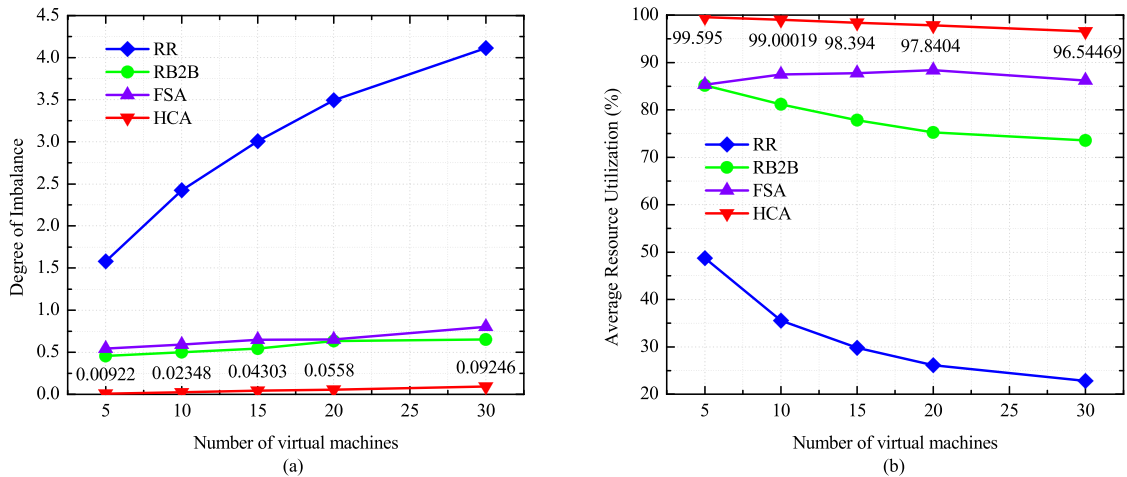 4.5
4.0
3.5
3.0
2.5
2.0
1.5
1.0
0.5
0.0
Degree of Imbalance
RR
RB2B
FSA
HCA
0.00922
0.02348
0.04303
0.0558
0.09246
5
10
15
20
25
30
Number of virtual machines
(a)
100
90
80
70
60
50
40
30
20
Average Resource Utilization (%)
99.595
99.00019
98.394
97.8404
96.54469
RR
RB2B
FSA
HCA
5
10
15
20
25
30
Number of virtual machines
(b)